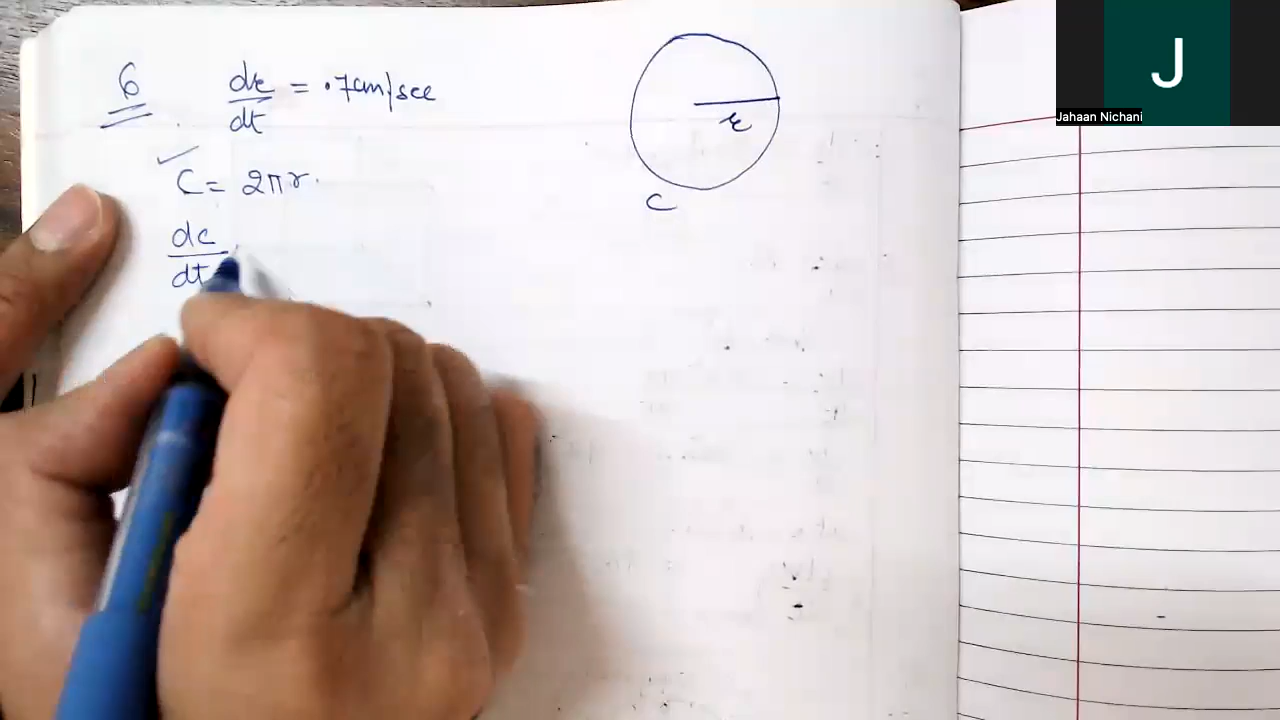 6 dr/dt = .7cm/sec
C = 2πr.
dc/dt
r
C
J
Jahaan Nichani